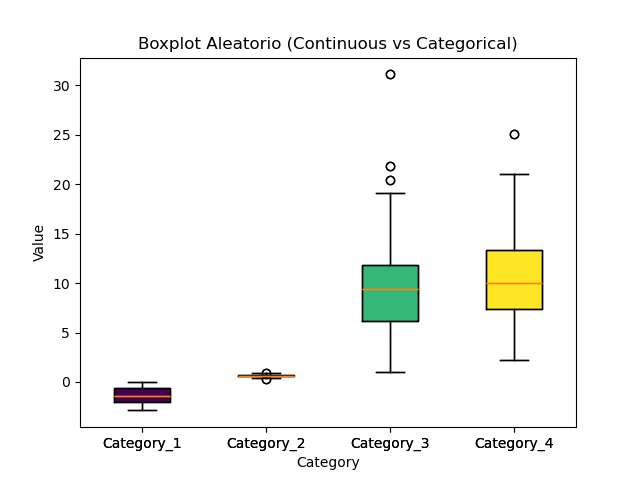 Boxplot Aleatorio (Continuous vs Categorical)
30
25
20
15
10
5
0
Value
Category_1 Category_2 Category_3 Category_4
Category